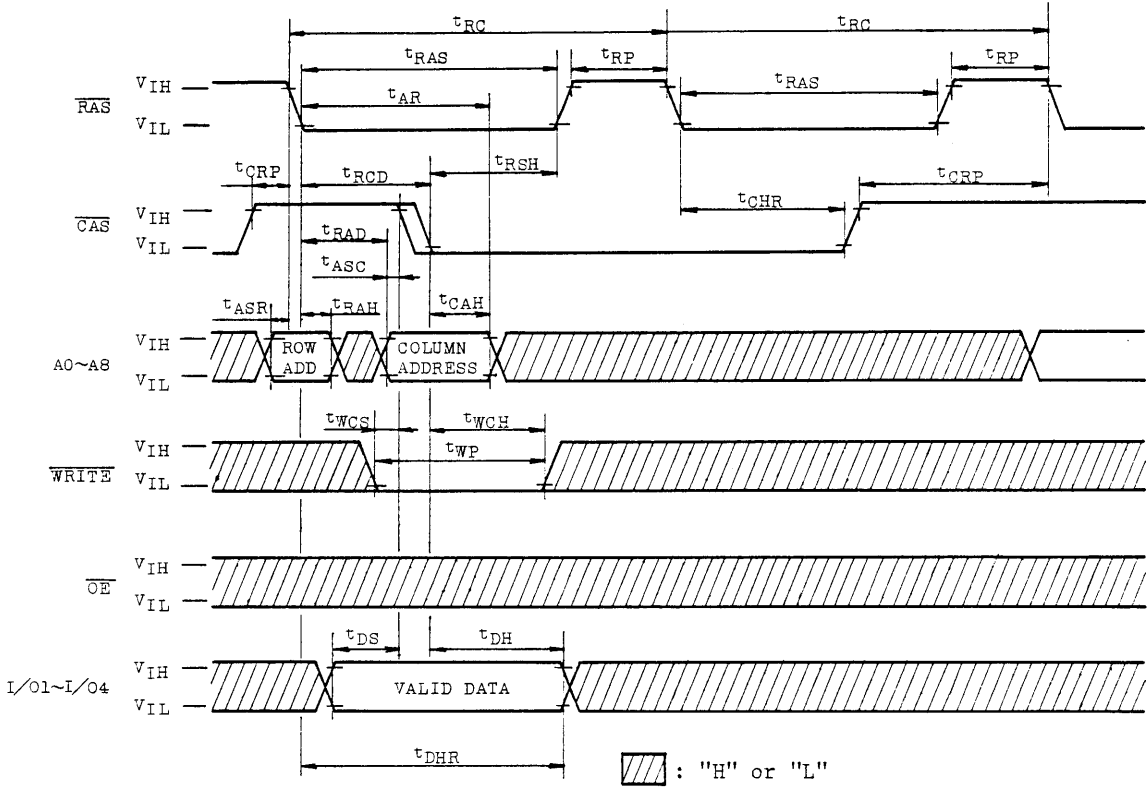 tRC tRC
tRAS tRP tRAS tRP
RAS VIH
VIL
tAR
tCRP tRCD tRSH tCRP
CAS VIH
VIL
tCHR
tRAD
tASC
tASR tRAH tCAH
A0~A8 VIH
VIL
ROW ADD
COLUMN ADDRESS
tWCS tWCH
tWP
WRITE VIH
VIL
OE VIH
VIL
tDS tDH
I/O1~I/O4 VIH
VIL
VALID DATA
tDHR
: "H" or "L"